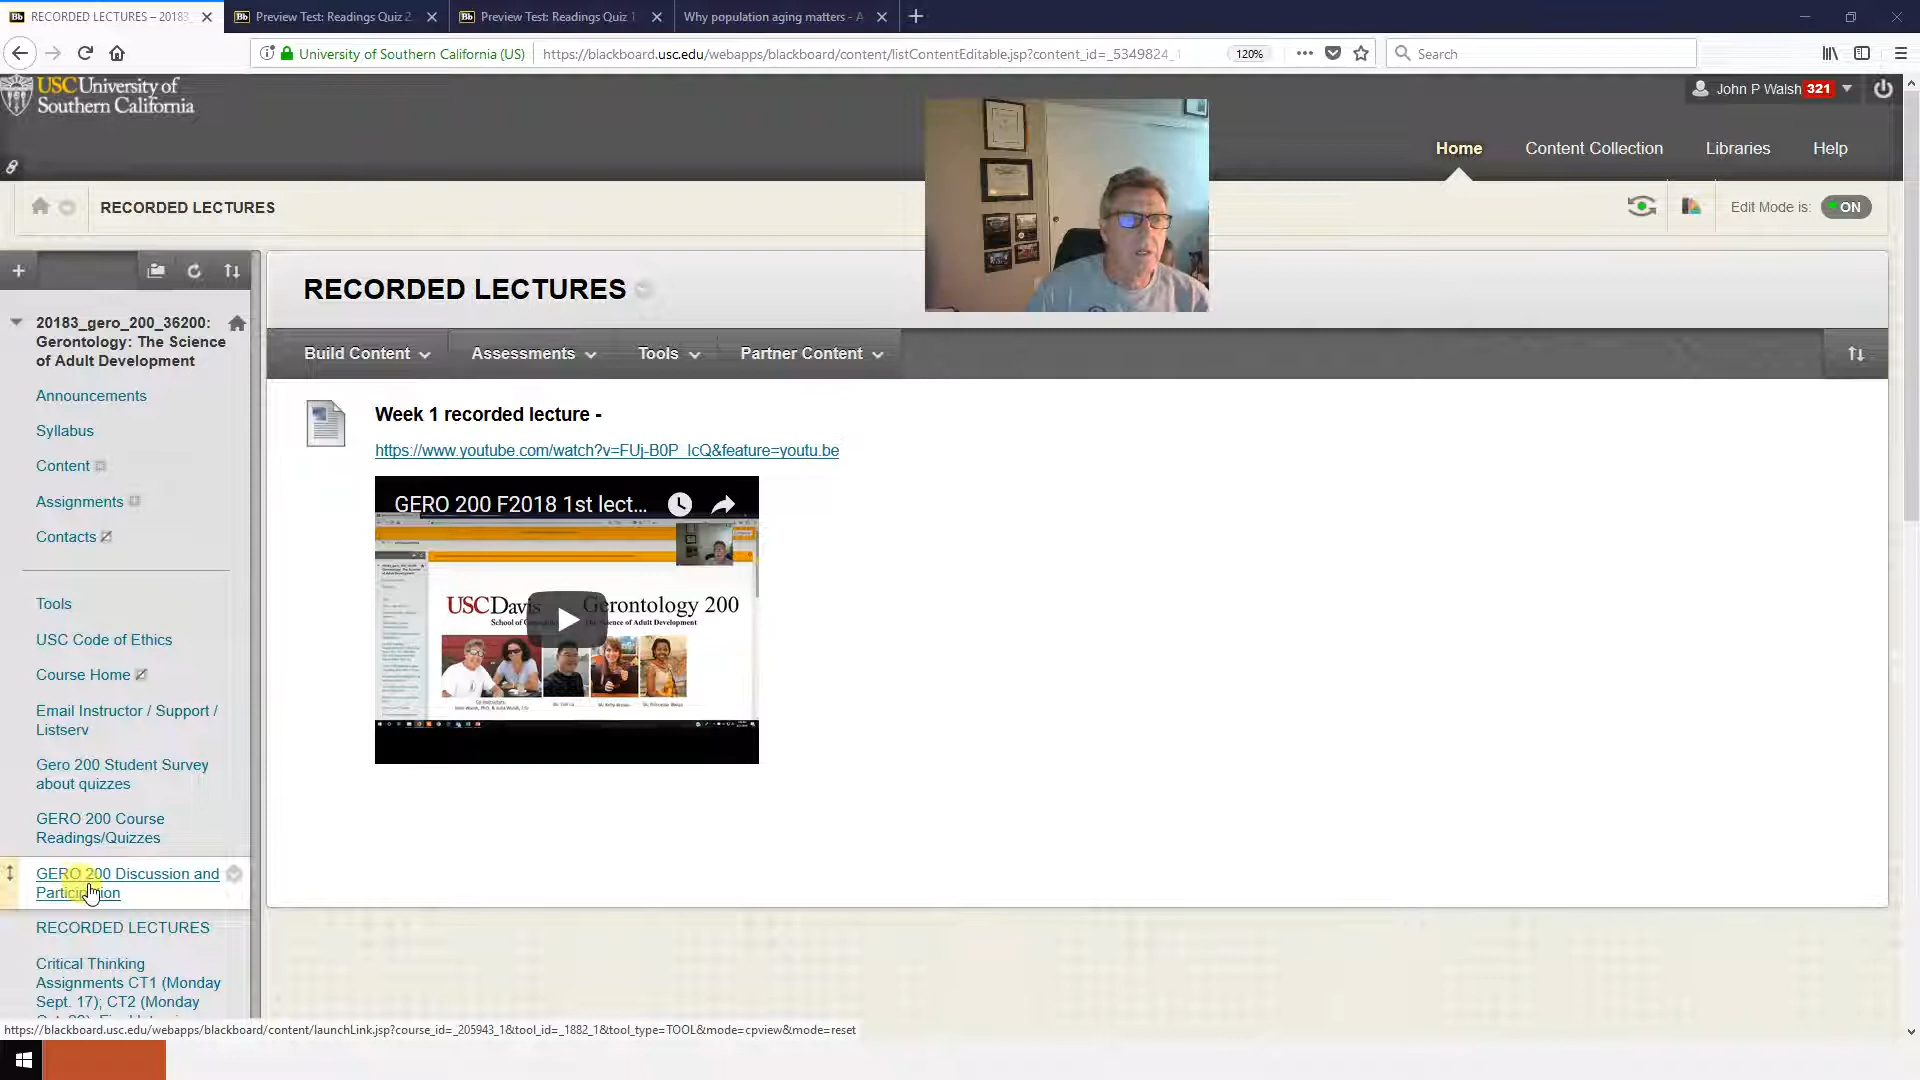 RECORDED LECTURES – 20183_
Preview Test: Readings Quiz 2
Preview Test: Readings Quiz 1
Why population aging matters - A
University of Southern California (US)
https://blackboard.usc.edu/webapps/blackboard/content/listContentEditable.jsp?content_id=_5349824_1
120%
Search
USC University of
Southern California
John P Walsh 321
Home
Content Collection
Libraries
Help
RECORDED LECTURES
Edit Mode is:
ON
RECORDED LECTURES
Build Content
Assessments
Tools
Partner Content
20183_gero_200_36200:
Gerontology: The Science
of Adult Development
Announcements
Syllabus
Content
Assignments
Contacts
Tools
USC Code of Ethics
Course Home
Email Instructor / Support /
Listserv
Gero 200 Student Survey
about quizzes
GERO 200 Course
Readings/Quizzes
GERO 200 Discussion and
Participation
RECORDED LECTURES
Critical Thinking
Assignments CT1 (Monday
Sept. 17); CT2 (Monday
Week 1 recorded lecture -
https://www.youtube.com/watch?v=FUj-B0P_IcQ&feature=youtu.be
GERO 200 F2018 1st lect...
USC Davis
Gerontology 200
The Science of Adult Development
https://blackboard.usc.edu/webapps/blackboard/content/launchLink.jsp?course_id=_205943_1&tool_id=_1882_1&tool_type=TOOL&mode=cpview&mode=reset